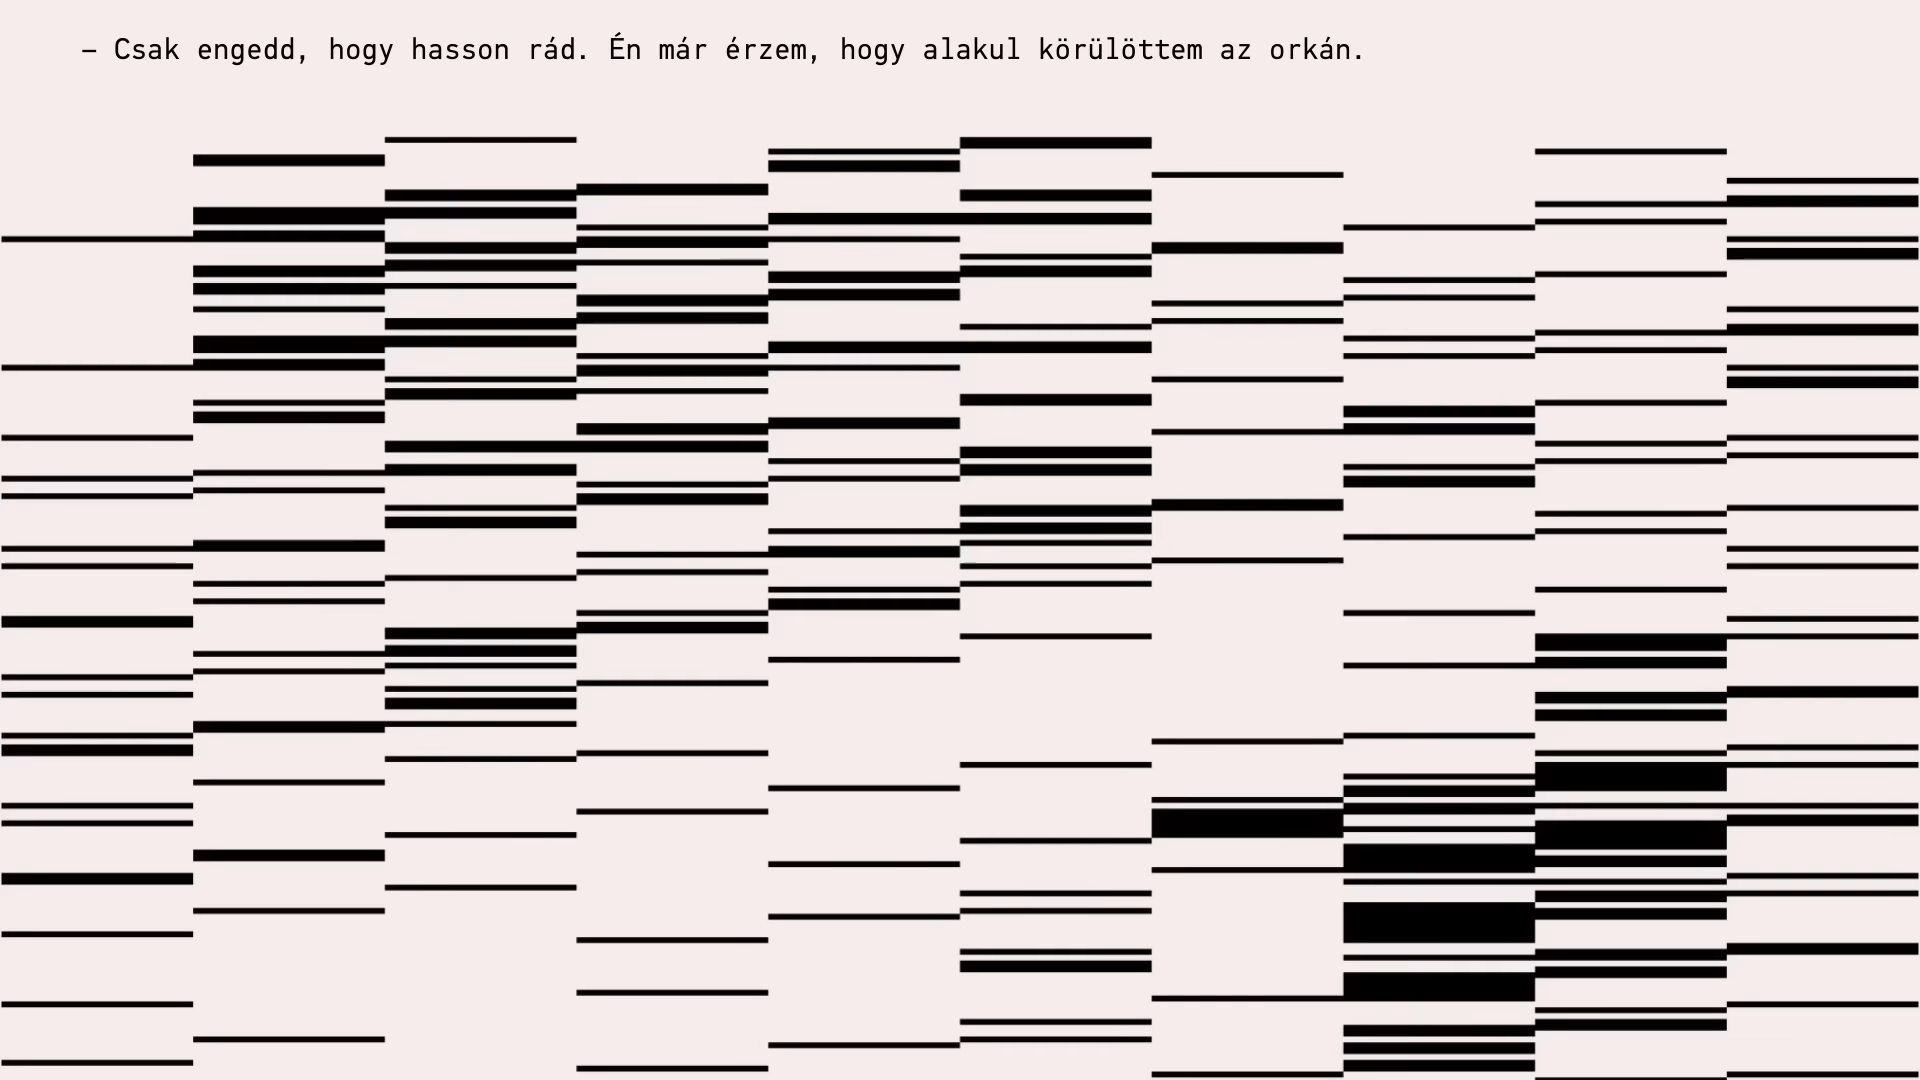 – Csak engedd, hogy hasson rád. Én már érzem, hogy alakul körülöttem az orkán.